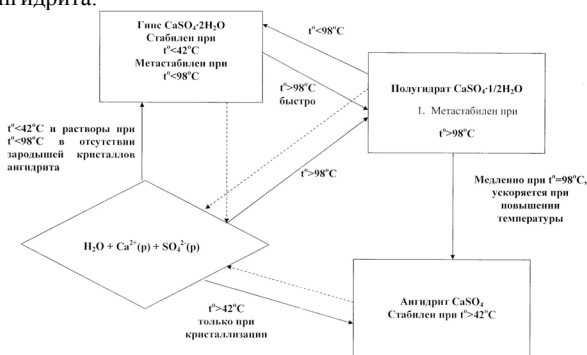 нгидрита.
Гипс CaSO₄·2H₂O
Стабилен при
t°<42°C
Метастабилен при
t°<98°C
t°<98°C
t°>98°C
быстро
Полугидрат CaSO₄·1/2H₂O
1. Метастабилен при
t°>98°C
t°<42°C и растворы при
t°<98°C в отсутствии
зародышей кристаллов
ангидрита
t°>98°C
Медленно при t°=98°C,
ускоряется при
повышении
температуры
H₂O + Ca²⁺(р) + SO₄²⁻(р)
t°>42°C
только при
кристаллизации
Ангидрит CaSO₄
Стабилен при t°>42°C